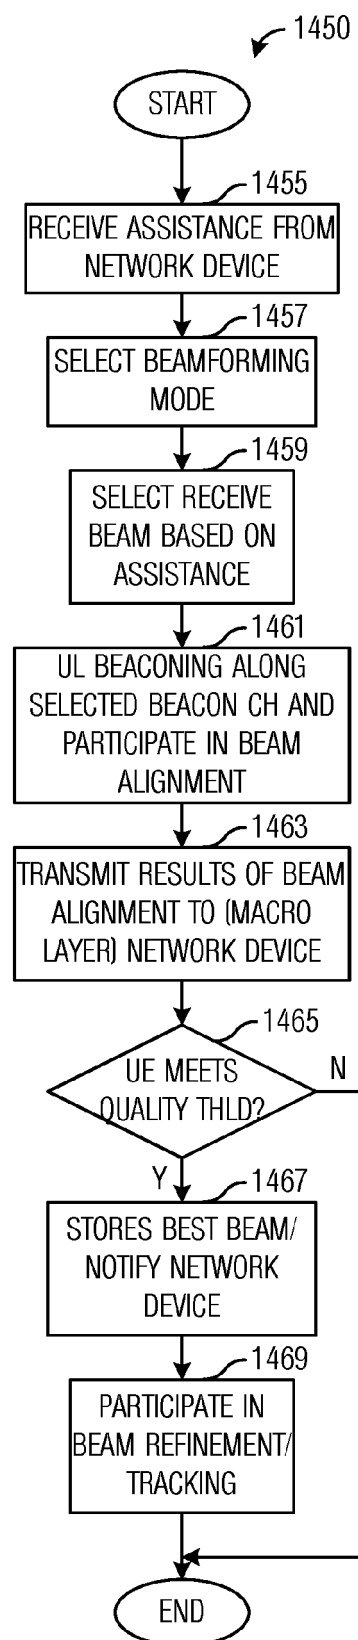 1450
START
1455
RECEIVE ASSISTANCE FROM
NETWORK DEVICE
1457
SELECT BEAMFORMING
MODE
1459
SELECT RECEIVE
BEAM BASED ON
ASSISTANCE
1461
UL BEACONING ALONG
SELECTED BEACON CH AND
PARTICIPATE IN BEAM
ALIGNMENT
1463
TRANSMIT RESULTS OF BEAM
ALIGNMENT TO (MACRO
LAYER) NETWORK DEVICE
1465
UE MEETS
QUALITY THLD?
N
Y
1467
STORES BEST BEAM/
NOTIFY NETWORK
DEVICE
1469
PARTICIPATE IN
BEAM REFINEMENT/
TRACKING
END